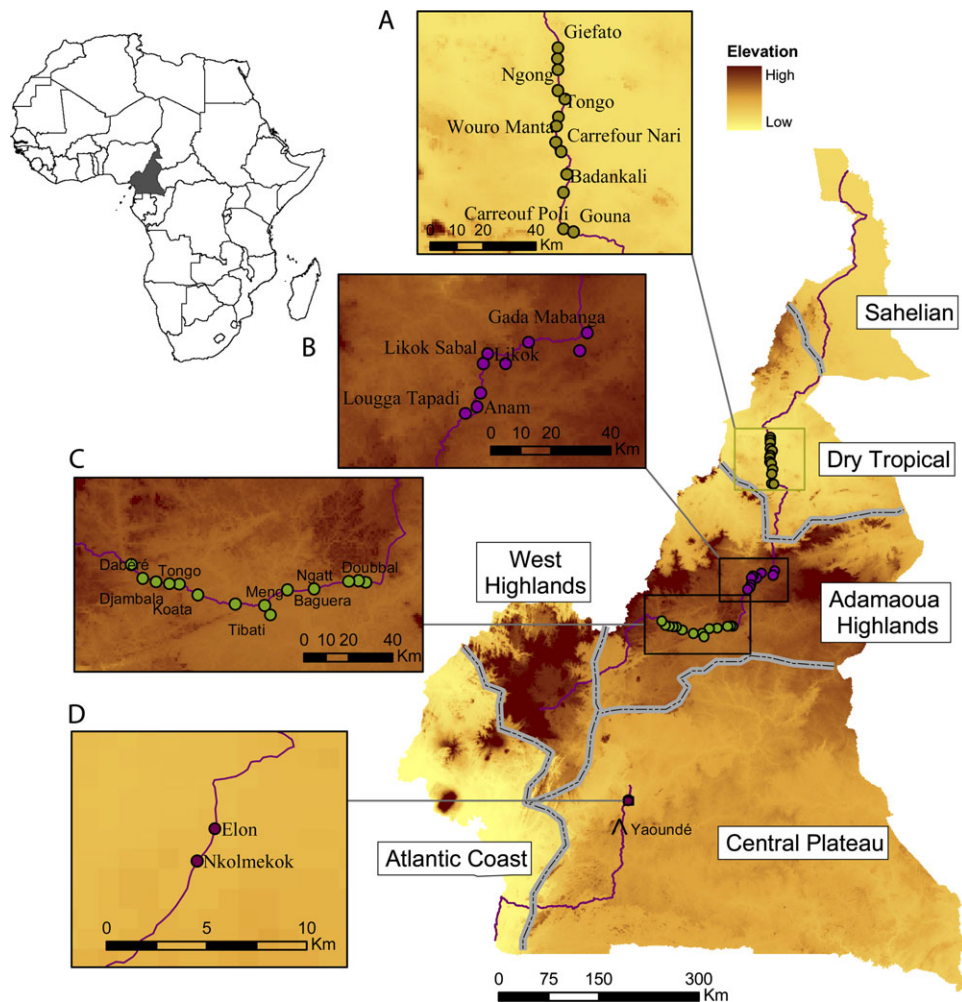 A
Giefato
Ngong
Tongo
Wouro Manta
Carrefour Nari
Badankali
Carreouf Poli
Gouna
0 10 20 40
Km
Elevation
High
Low
B
Gada Mabanga
Likok Sabal
Likok
Lougga Tapadi
Anam
0 10 20 40
Km
Sahelian
Dry Tropical
C
Daberé
Tongo
Doubbal
Djambala
Meng
Ngatt
Koata
Baguera
Tibati
0 10 20 40
Km
West
Highlands
Adamaoua
Highlands
D
Elon
Nkolmekok
0 5 10
Km
Yaoundé
Atlantic Coast
Central Plateau
0 75 150 300
Km